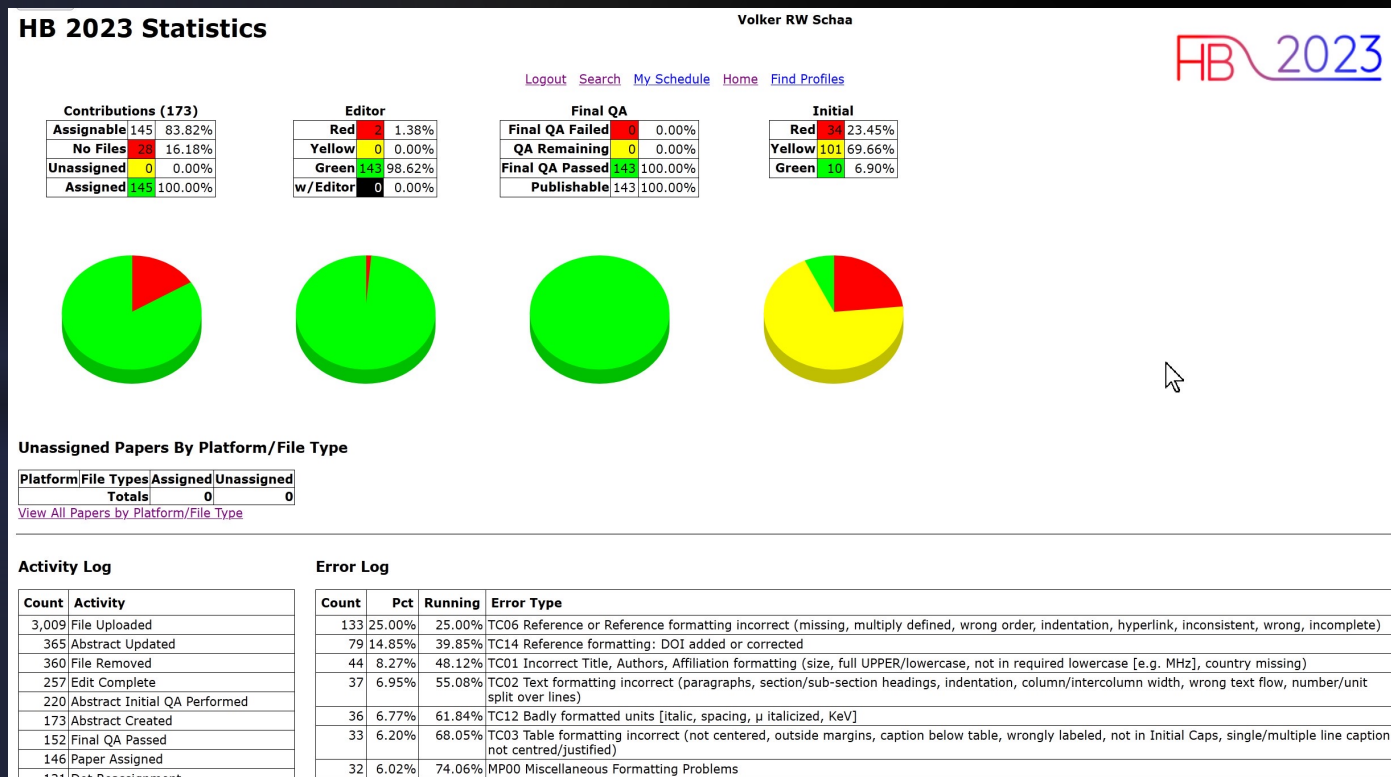 HB 2023 Statistics
Volker RW Schaa
HB 2023
Logout Search My Schedule Home Find Profiles
Contributions (173)
Assignable 145 83.82%
No Files 28 16.18%
Unassigned 0 0.00%
Assigned 145 100.00%
Editor
Red 2 1.38%
Yellow 0 0.00%
Green 143 98.62%
w/Editor 0 0.00%
Final QA
Final QA Failed 0 0.00%
QA Remaining 0 0.00%
Final QA Passed 143 100.00%
Publishable 143 100.00%
Initial
Red 34 23.45%
Yellow 101 69.66%
Green 10 6.90%
Unassigned Papers By Platform/File Type
Platform File Types Assigned Unassigned
Totals 0 0
View All Papers by Platform/File Type
Activity Log
Count Activity
3,009 File Uploaded
365 Abstract Updated
360 File Removed
257 Edit Complete
220 Abstract Initial QA Performed
173 Abstract Created
152 Final QA Passed
146 Paper Assigned
121 Dot Reassignment
Error Log
Count Pct Running Error Type
133 25.00% 25.00% TC06 Reference or Reference formatting incorrect (missing, multiply defined, wrong order, indentation, hyperlink, inconsistent, wrong, incomplete)
79 14.85% 39.85% TC14 Reference formatting: DOI added or corrected
44 8.27% 48.12% TC01 Incorrect Title, Authors, Affiliation formatting (size, full UPPER/lowercase, not in required lowercase [e.g. MHz], country missing)
37 6.95% 55.08% TC02 Text formatting incorrect (paragraphs, section/sub-section headings, indentation, column/intercolumn width, wrong text flow, number/unit
split over lines)
36 6.77% 61.84% TC12 Badly formatted units [italic, spacing, µ italicized, KeV]
33 6.20% 68.05% TC03 Table formatting incorrect (not centered, outside margins, caption below table, wrongly labeled, not in Initial Caps, single/multiple line caption
not centred/justified)
32 6.02% 74.06% MP00 Miscellaneous Formatting Problems